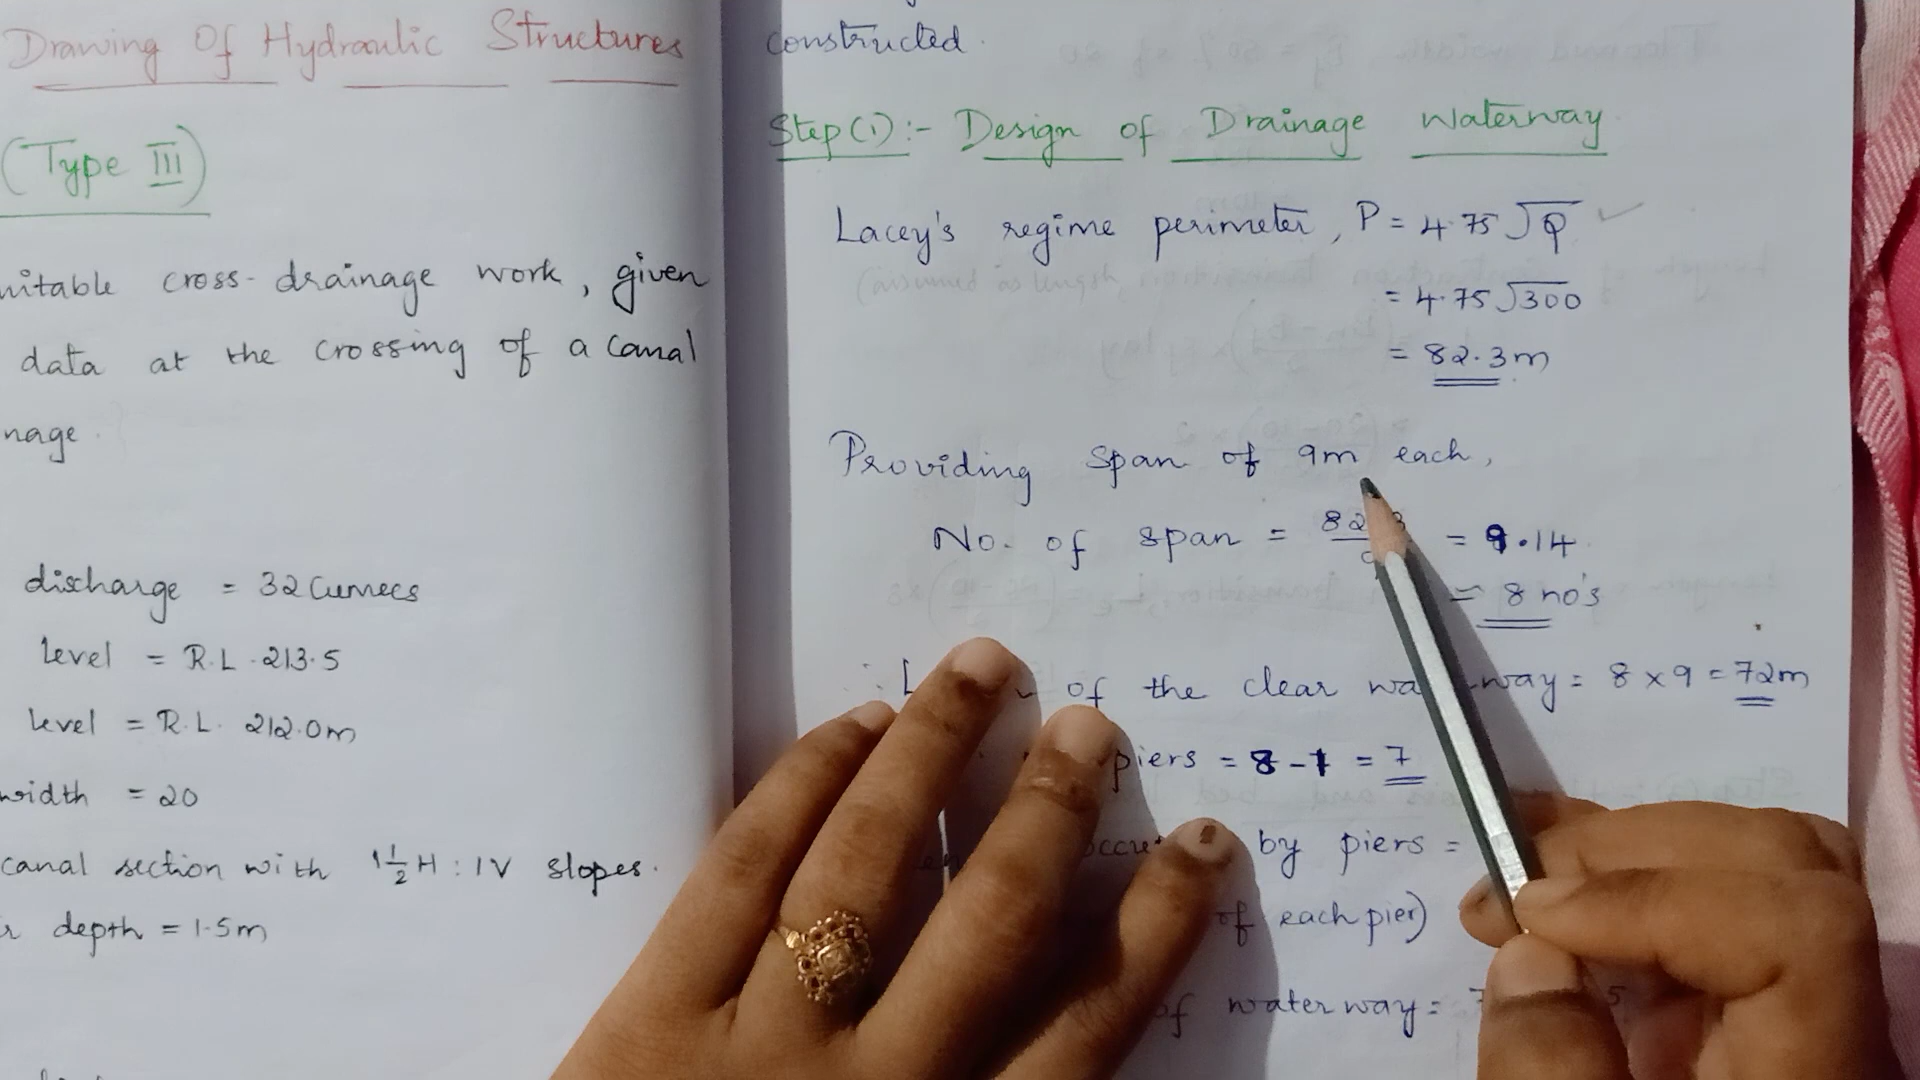 Drawing Of Hydraulic Structures
(Type III)
cross-drainage work, given
data at the crossing of a canal
nage.
discharge = 32 Cumecs
level = R.L. 213.5
level = R.L. 212.0m
width = 20
canal section with 1 1/2 H : 1V slopes.
depth = 1.5m
constructed.
Step (1):- Design of Drainage Waterway
Lacey's regime perimeter, P = 4.75 √Q
= 4.75 √300
= 82.3m
Providing span of 9m each,
No. of span = = 9.14
= 8 no's
of the clear way = 8 x 9 = 72m
piers = 8 - 1 = 7
by piers =
of each pier)
of water way =